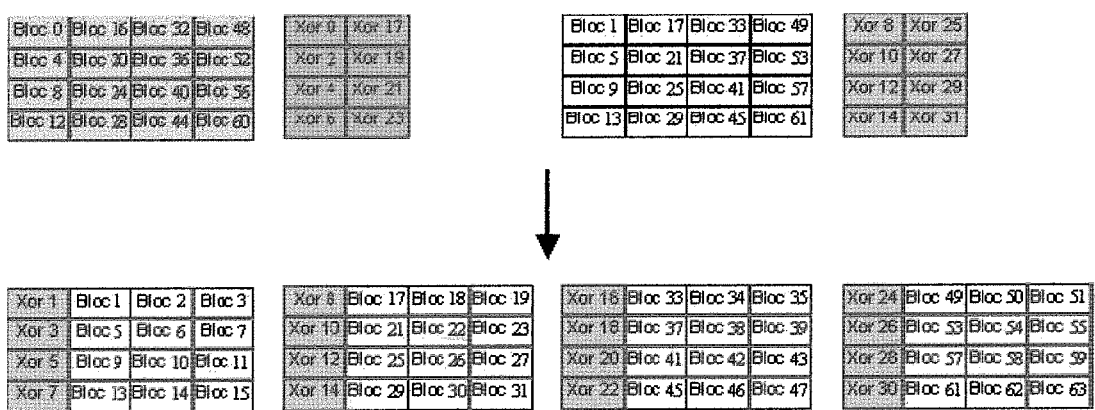 Bloc 0 Bloc 16 Bloc 32 Bloc 48 Xor 0 Xor 17 Bloc 1 Bloc 17 Bloc 33 Bloc 49 Xor 8 Xor 25
Bloc 4 Bloc 20 Bloc 36 Bloc 52 Xor 2 Xor 19 Bloc 5 Bloc 21 Bloc 37 Bloc 53 Xor 10 Xor 27
Bloc 8 Bloc 24 Bloc 40 Bloc 56 Xor 4 Xor 21 Bloc 9 Bloc 25 Bloc 41 Bloc 57 Xor 12 Xor 29
Bloc 12 Bloc 28 Bloc 44 Bloc 60 Xor 6 Xor 23 Bloc 13 Bloc 29 Bloc 45 Bloc 61 Xor 14 Xor 31
Xor 1 Bloc 1 Bloc 2 Bloc 3 Xor 8 Bloc 17 Bloc 18 Bloc 19 Xor 16 Bloc 33 Bloc 34 Bloc 35 Xor 24 Bloc 49 Bloc 50 Bloc 51
Xor 3 Bloc 5 Bloc 6 Bloc 7 Xor 10 Bloc 21 Bloc 22 Bloc 23 Xor 18 Bloc 37 Bloc 38 Bloc 39 Xor 26 Bloc 53 Bloc 54 Bloc 55
Xor 5 Bloc 9 Bloc 10 Bloc 11 Xor 12 Bloc 25 Bloc 26 Bloc 27 Xor 20 Bloc 41 Bloc 42 Bloc 43 Xor 28 Bloc 57 Bloc 58 Bloc 59
Xor 7 Bloc 13 Bloc 14 Bloc 15 Xor 14 Bloc 29 Bloc 30 Bloc 31 Xor 22 Bloc 45 Bloc 46 Bloc 47 Xor 30 Bloc 61 Bloc 62 Bloc 63